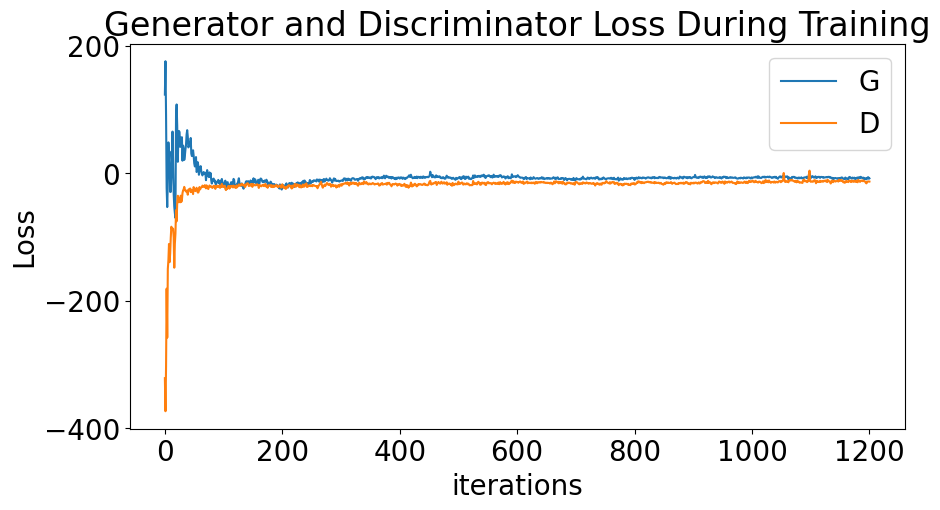 Generator and Discriminator Loss During Training
200
0
−200
−400
Loss
G
D
0 200 400 600 800 1000 1200
iterations